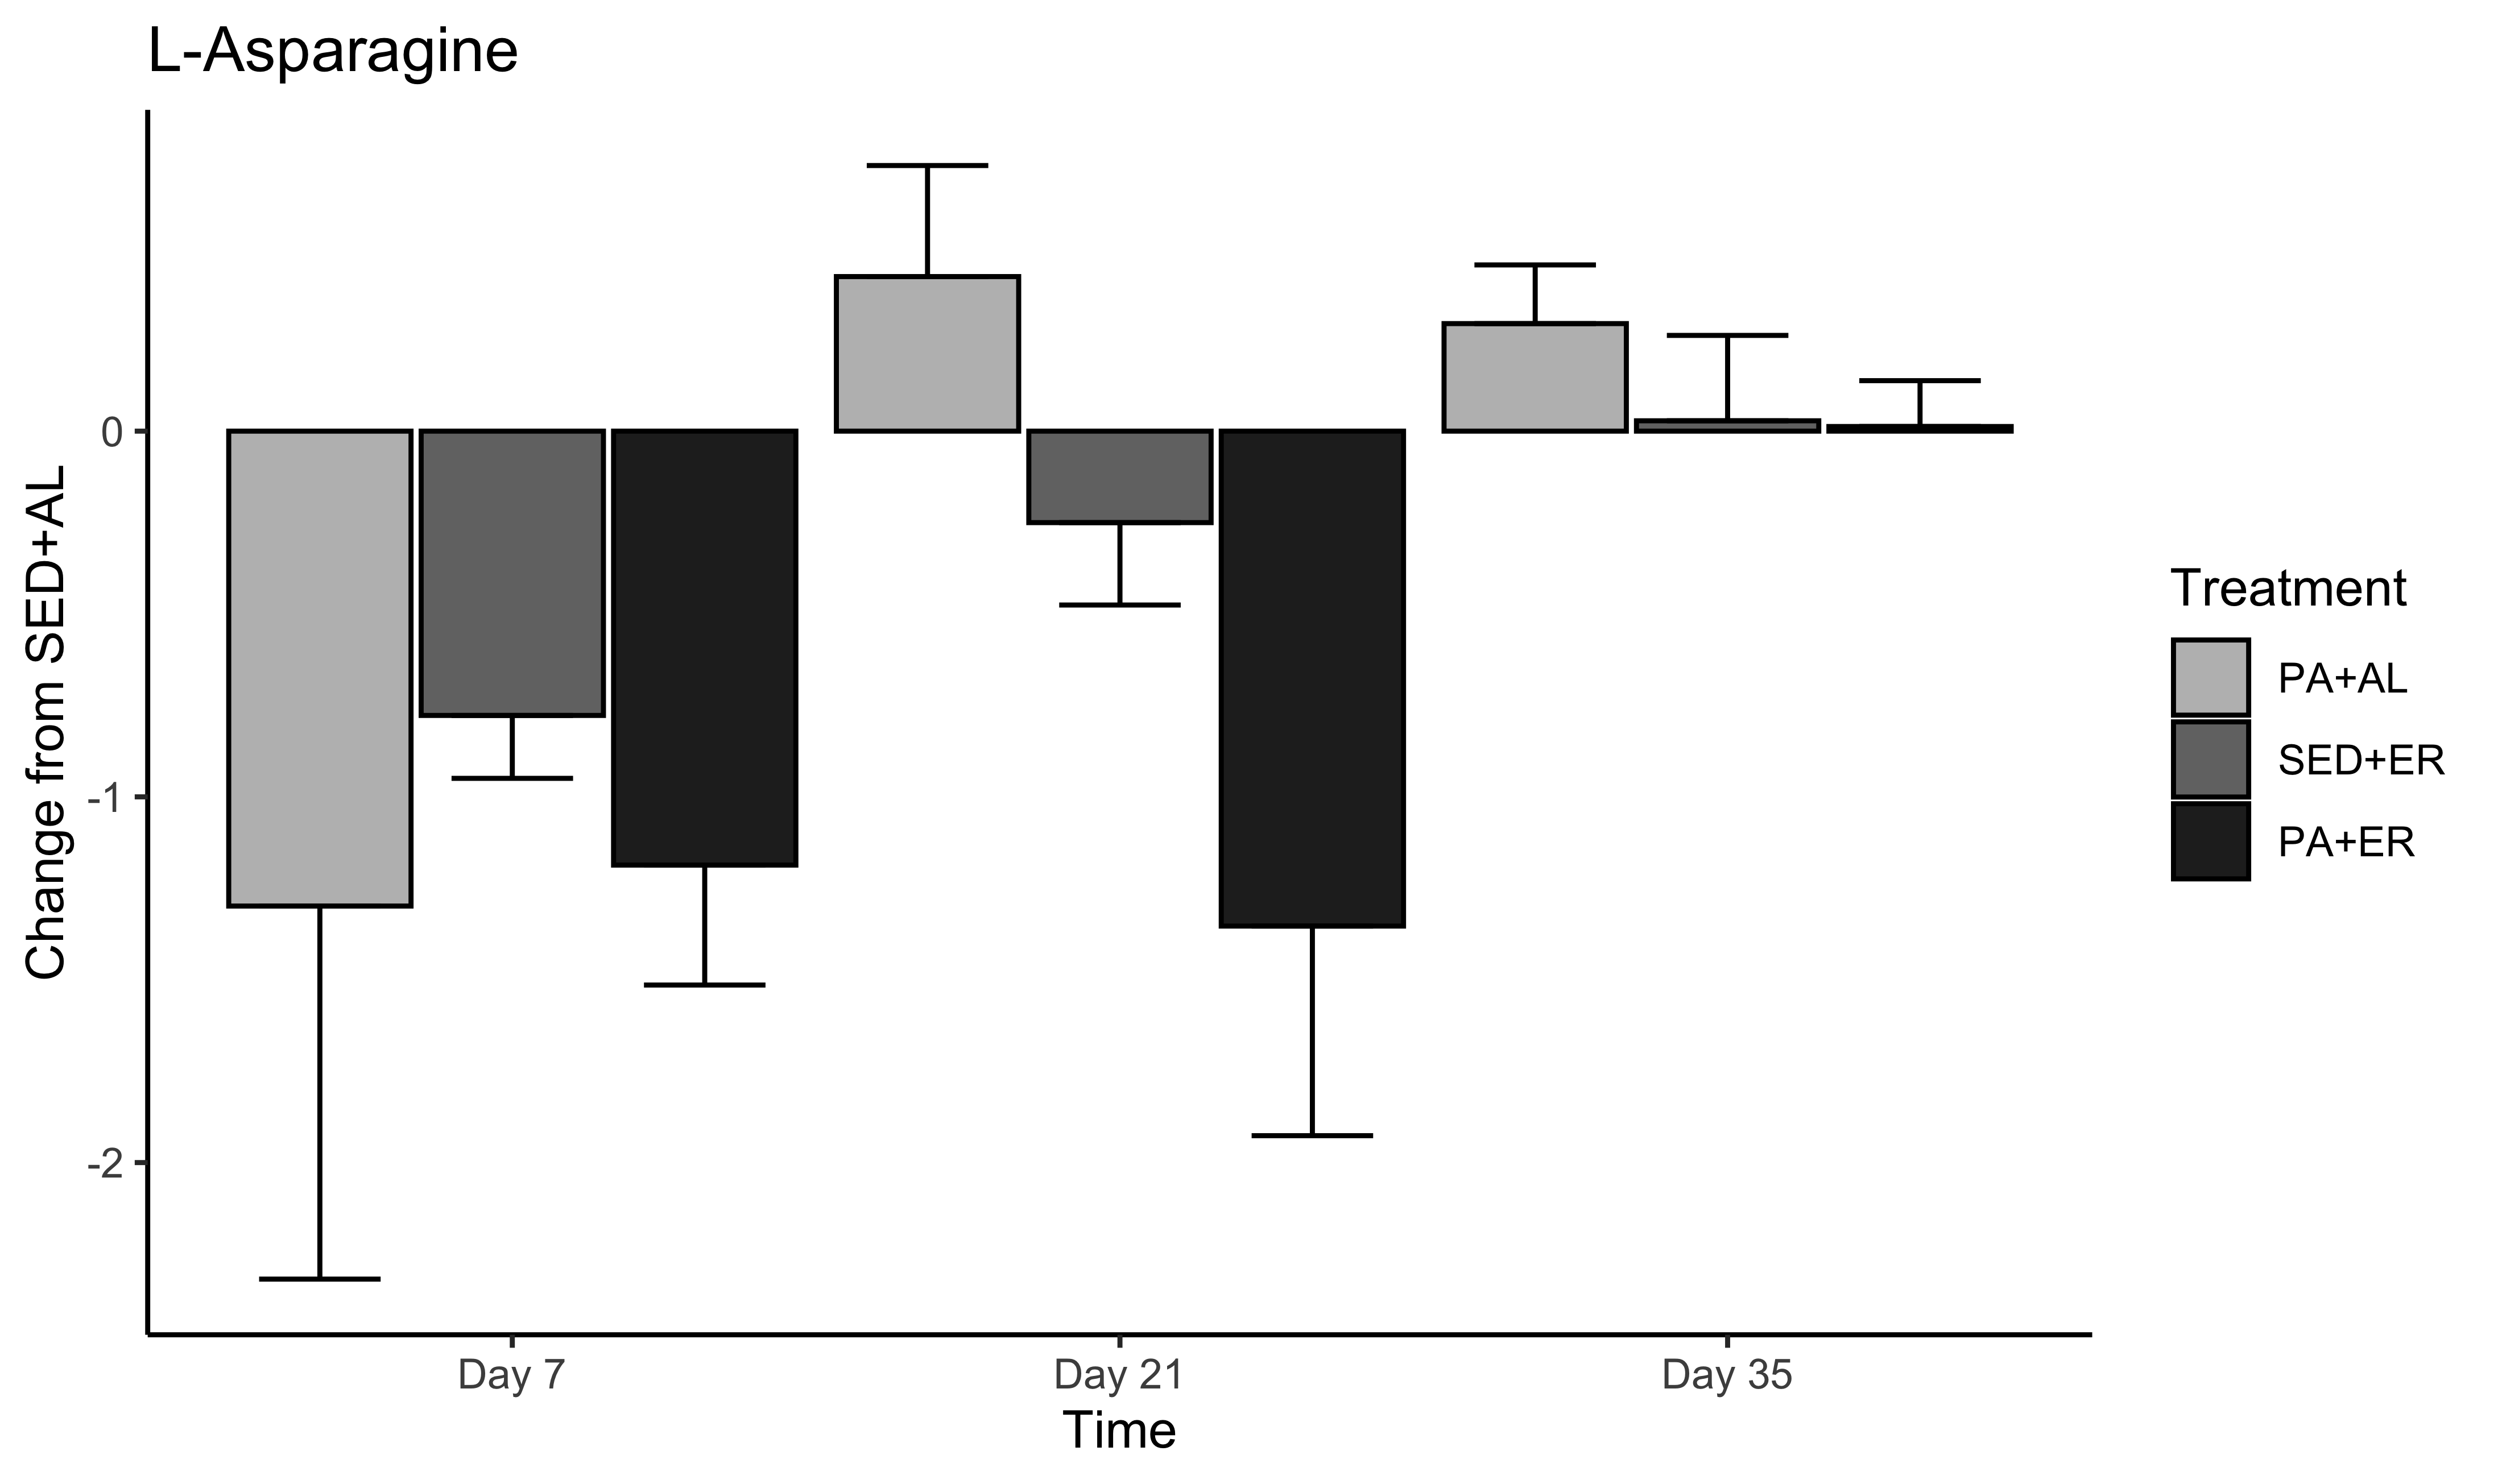 L-Asparagine
Change from SED+AL
0
-1
-2
Day 7
Day 21
Day 35
Time
Treatment
PA+AL
SED+ER
PA+ER